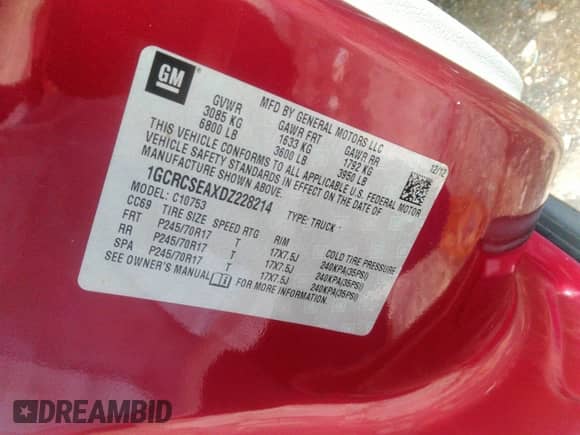 GM
MFD BY GENERAL MOTORS LLC 12/12
GVWR GAWR FRT GAWR RR
3085 KG 1633 KG 1792 KG
6800 LB 3600 LB 3950 LB
THIS VEHICLE CONFORMS TO ALL APPLICABLE U.S. FEDERAL MOTOR
VEHICLE SAFETY STANDARDS IN EFFECT ON THE DATE OF
MANUFACTURE SHOWN ABOVE.
1GCRCSEAXDZ228214 TYPE: TRUCK
MODEL: C10753
CC69 TIRE SIZE SPEED RTG RIM COLD TIRE PRESSURE
FRT P245/70R17 T 17X7.5J 240KPA(35PSI)
RR P245/70R17 T 17X7.5J 240KPA(35PSI)
SPA P245/70R17 T 17X7.5J 240KPA(35PSI)
SEE OWNER'S MANUAL FOR MORE INFORMATION.
DREAMBID